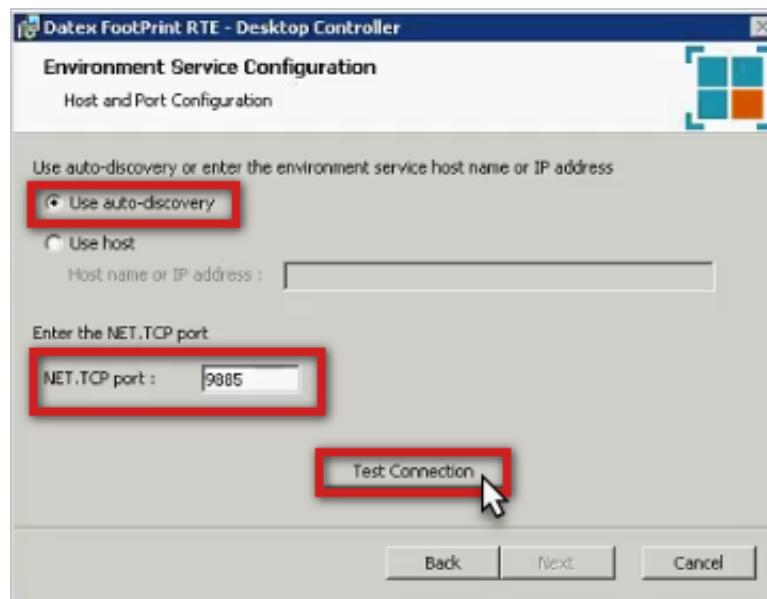 Datex FootPrint RTE - Desktop Controller
Environment Service Configuration
Host and Port Configuration
Use auto-discovery or enter the environment service host name or IP address
Use auto-discovery
Use host
Host name or IP address :
Enter the NET.TCP port
NET.TCP port : 9885
Test Connection
Back Next Cancel